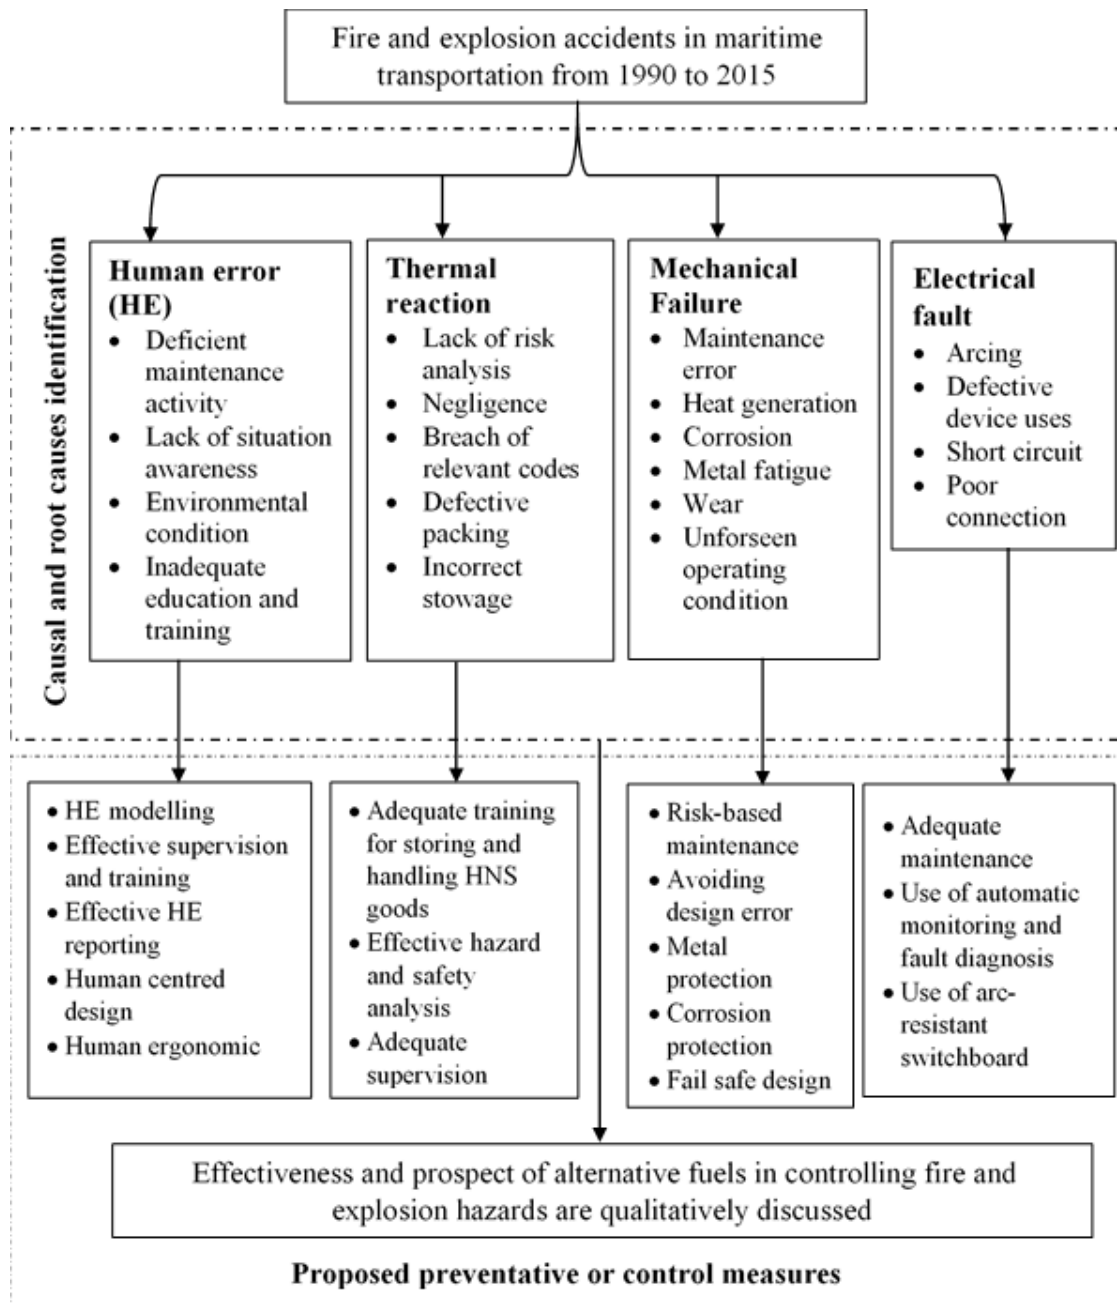 Fire and explosion accidents in maritime
transportation from 1990 to 2015
Causal and root causes identification
Human error
(HE)
• Deficient
maintenance
activity
• Lack of situation
awareness
• Environmental
condition
• Inadequate
education and
training
Thermal
reaction
• Lack of risk
analysis
• Negligence
• Breach of
relevant codes
• Defective
packing
• Incorrect
stowage
Mechanical
Failure
• Maintenance
error
• Heat generation
• Corrosion
• Metal fatigue
• Wear
• Unforseen
operating
condition
Electrical
fault
• Arcing
• Defective
device uses
• Short circuit
• Poor
connection
• HE modelling
• Effective supervision
and training
• Effective HE
reporting
• Human centred
design
• Human ergonomic
• Adequate training
for storing and
handling HNS
goods
• Effective hazard
and safety
analysis
• Adequate
supervision
• Risk-based
maintenance
• Avoiding
design error
• Metal
protection
• Corrosion
protection
• Fail safe design
• Adequate
maintenance
• Use of automatic
monitoring and
fault diagnosis
• Use of arc-
resistant
switchboard
Effectiveness and prospect of alternative fuels in controlling fire and
explosion hazards are qualitatively discussed
Proposed preventative or control measures